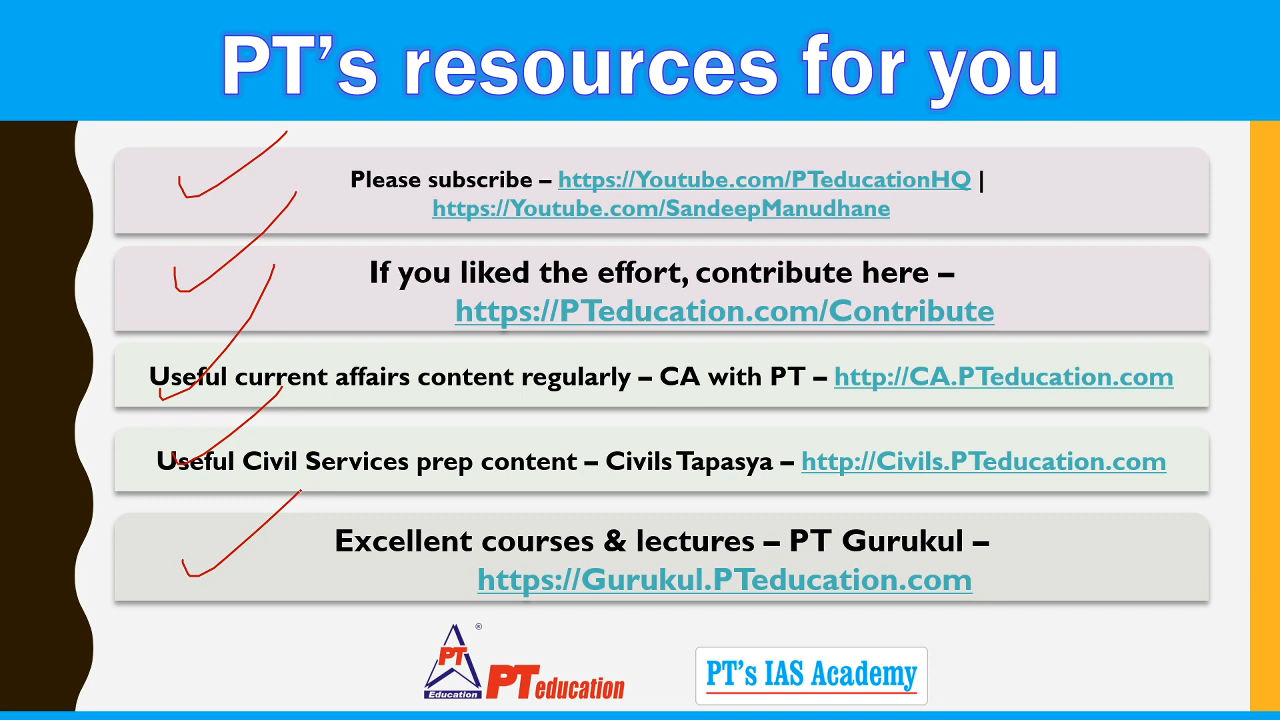 PT's resources for you
Please subscribe – https://Youtube.com/PTeducationHQ |
https://Youtube.com/SandeepManudhane
If you liked the effort, contribute here –
https://PTeducation.com/Contribute
Useful current affairs content regularly – CA with PT – http://CA.PTeducation.com
Useful Civil Services prep content – Civils Tapasya – http://Civils.PTeducation.com
Excellent courses & lectures – PT Gurukul –
https://Gurukul.PTeducation.com
PT ®
Education
PT education
PT's IAS Academy